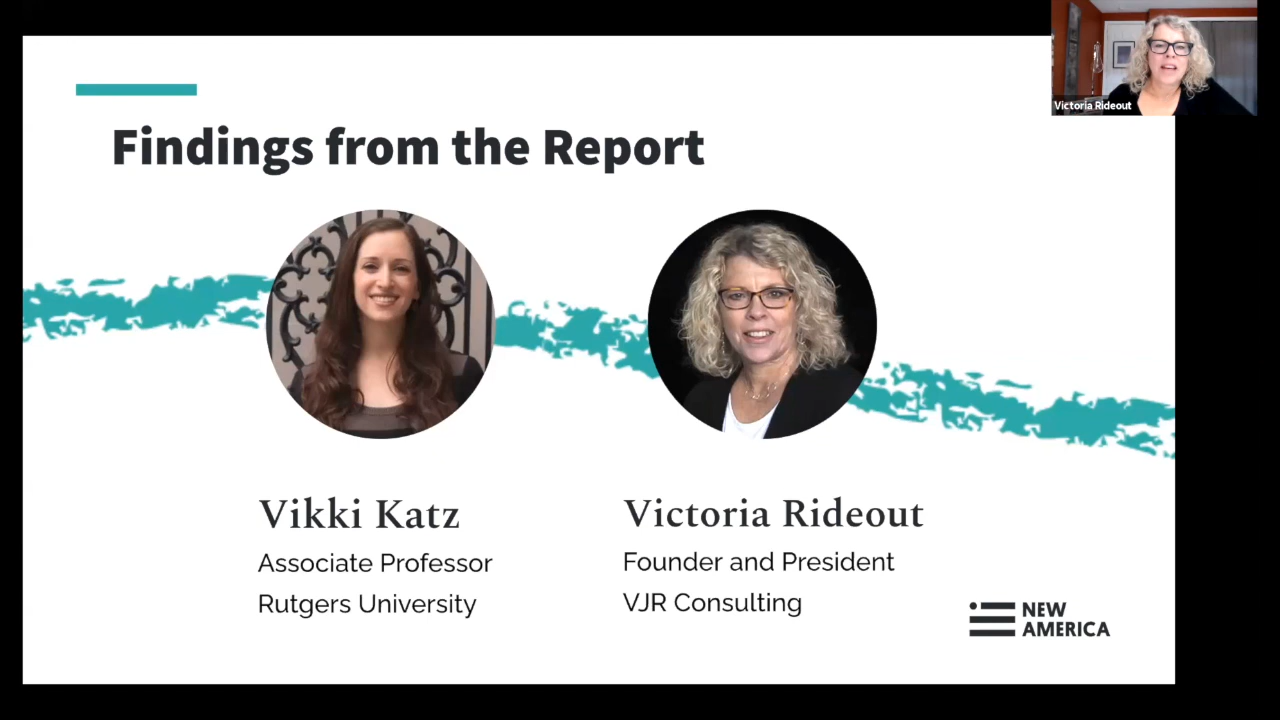 Victoria Rideout
Findings from the Report
Vikki Katz
Associate Professor
Rutgers University
Victoria Rideout
Founder and President
VJR Consulting
NEW
AMERICA